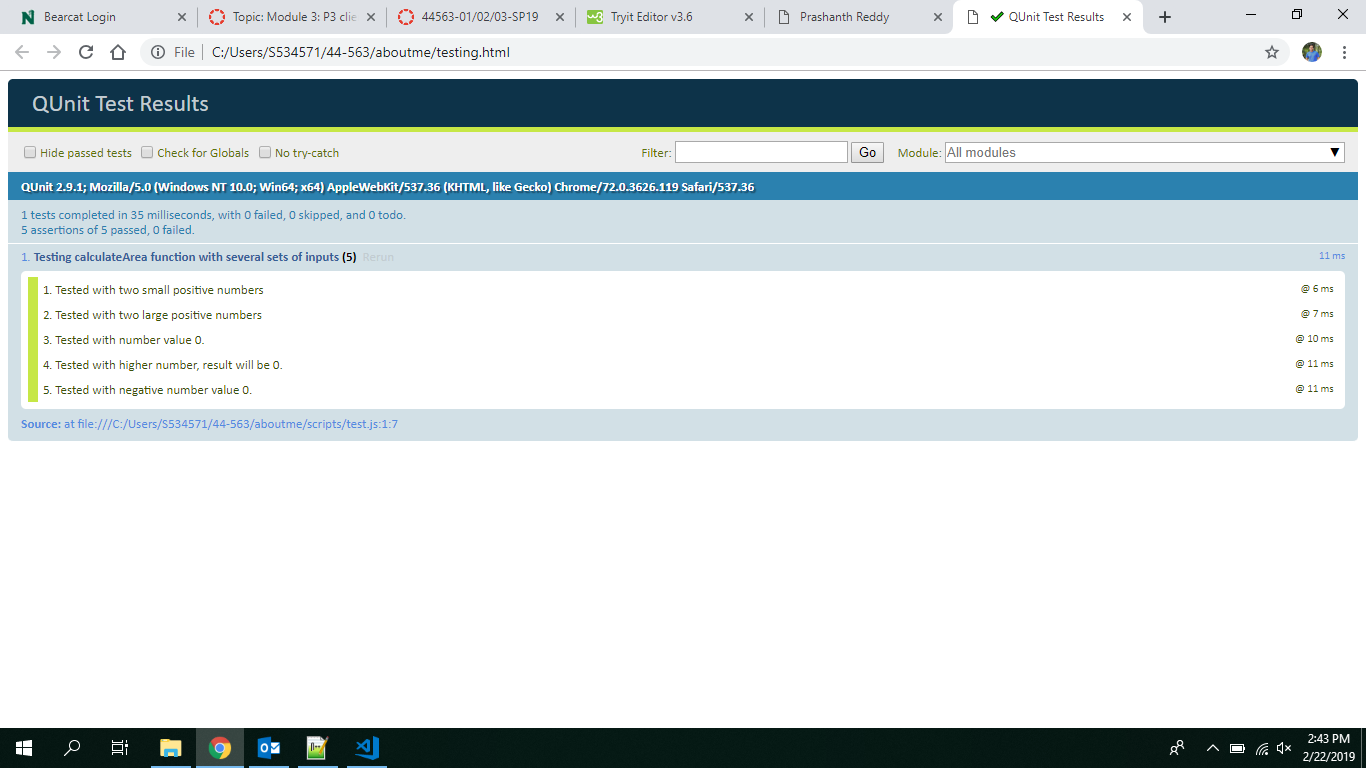 Bearcat Login
Topic: Module 3: P3 clie
44563-01/02/03-SP19
Tryit Editor v3.6
Prashanth Reddy
QUnit Test Results
File C:/Users/S534571/44-563/aboutme/testing.html
QUnit Test Results
Hide passed tests Check for Globals No try-catch Filter: Go Module: All modules
QUnit 2.9.1; Mozilla/5.0 (Windows NT 10.0; Win64; x64) AppleWebKit/537.36 (KHTML, like Gecko) Chrome/72.0.3626.119 Safari/537.36
1 tests completed in 35 milliseconds, with 0 failed, 0 skipped, and 0 todo.
5 assertions of 5 passed, 0 failed.
1. Testing calculateArea function with several sets of inputs (5) Rerun 11 ms
1. Tested with two small positive numbers @ 6 ms
2. Tested with two large positive numbers @ 7 ms
3. Tested with number value 0. @ 10 ms
4. Tested with higher number, result will be 0. @ 11 ms
5. Tested with negative number value 0. @ 11 ms
Source: at file:///C:/Users/S534571/44-563/aboutme/scripts/test.js:1:7
2:43 PM
2/22/2019